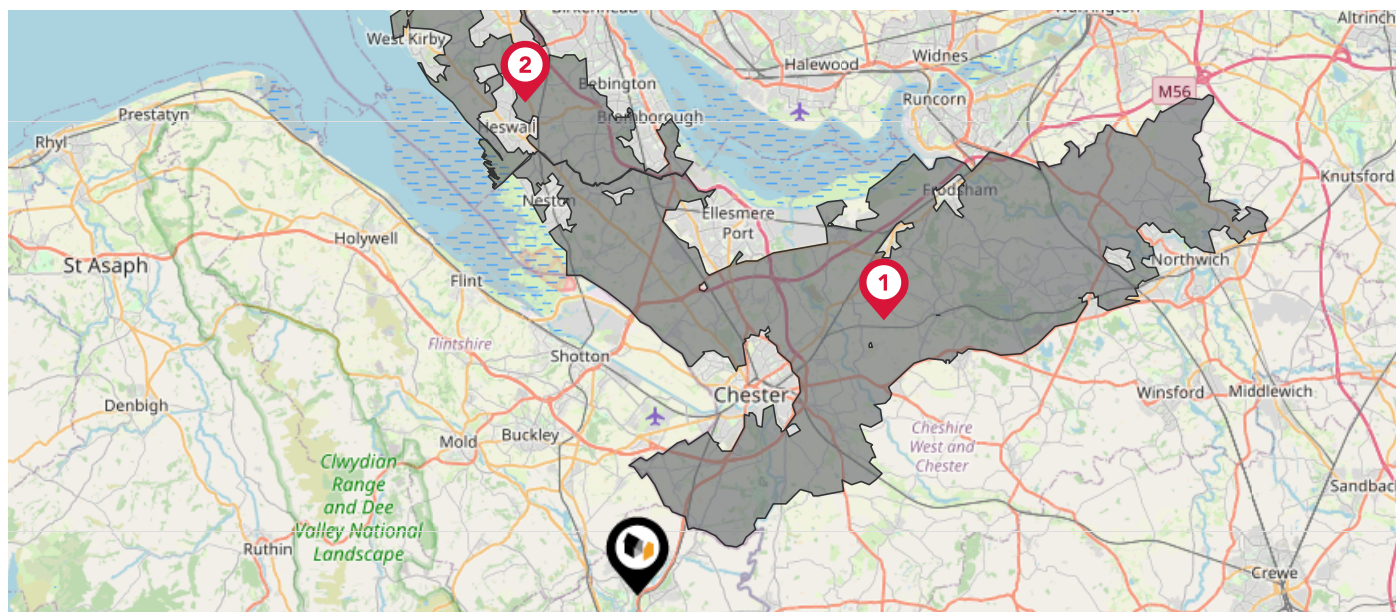 Birkenhead
Warrington
Altrinch
West Kirby
Widnes
Halewood
2
Bebington
M56
Runcorn
Prestatyn
Bromborough
Heswall
Rhyl
Knutsford
Frodsham
Neston
Ellesmere
Port
Holywell
Northwich
St Asaph
Flint
1
Flintshire
Shotton
Chester
Winsford
Middlewich
Denbigh
Buckley
Mold
Cheshire
West and
Chester
Clwydian
Range
and Dee
Valley National
Landscape
Sandbac
Ruthin
Crewe